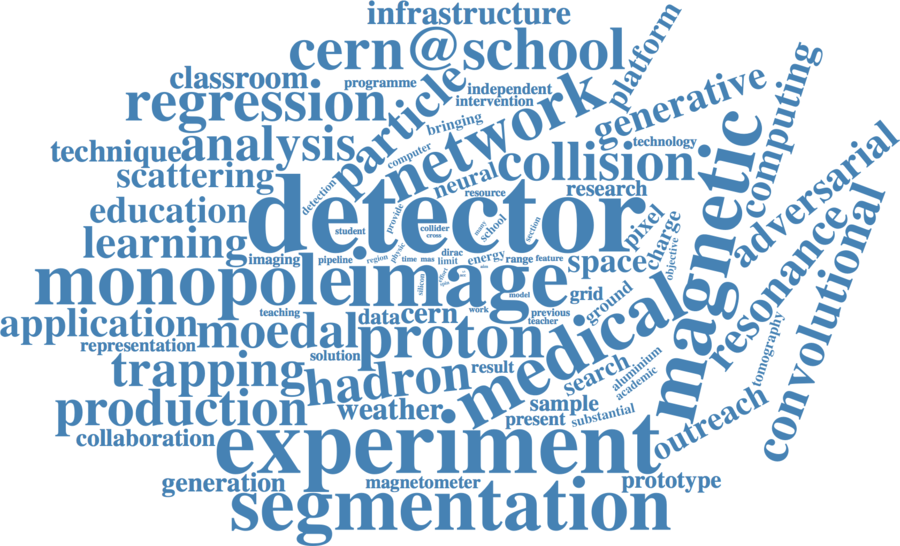 infrastructure
cern@school
platform
classroom
programme
independent
regression
particle
intervention
network
generative
computing
bringing
technique
analysis
computer
collision
technology
magnetic
adversarial
scattering
neural
resource
research
detection
detector
education
provide
student
collider
cross
many
school
section
pixel
charge
convolutional
learning
imaging
pipeline
region
physic
time
mas
dirac
limit
energy
range
feature
space
objective
resonance
monopole
image
silicon
effort
model
grid
ground
medical
application
teaching
moedal
data
cern
work
previous
teacher
representation
solution
proton
tomography
trapping
hadron
result
search
aluminium
academic
production
weather
sample
present
substantial
outreach
collaboration
experiment
generation
magnetometer
prototype
segmentation